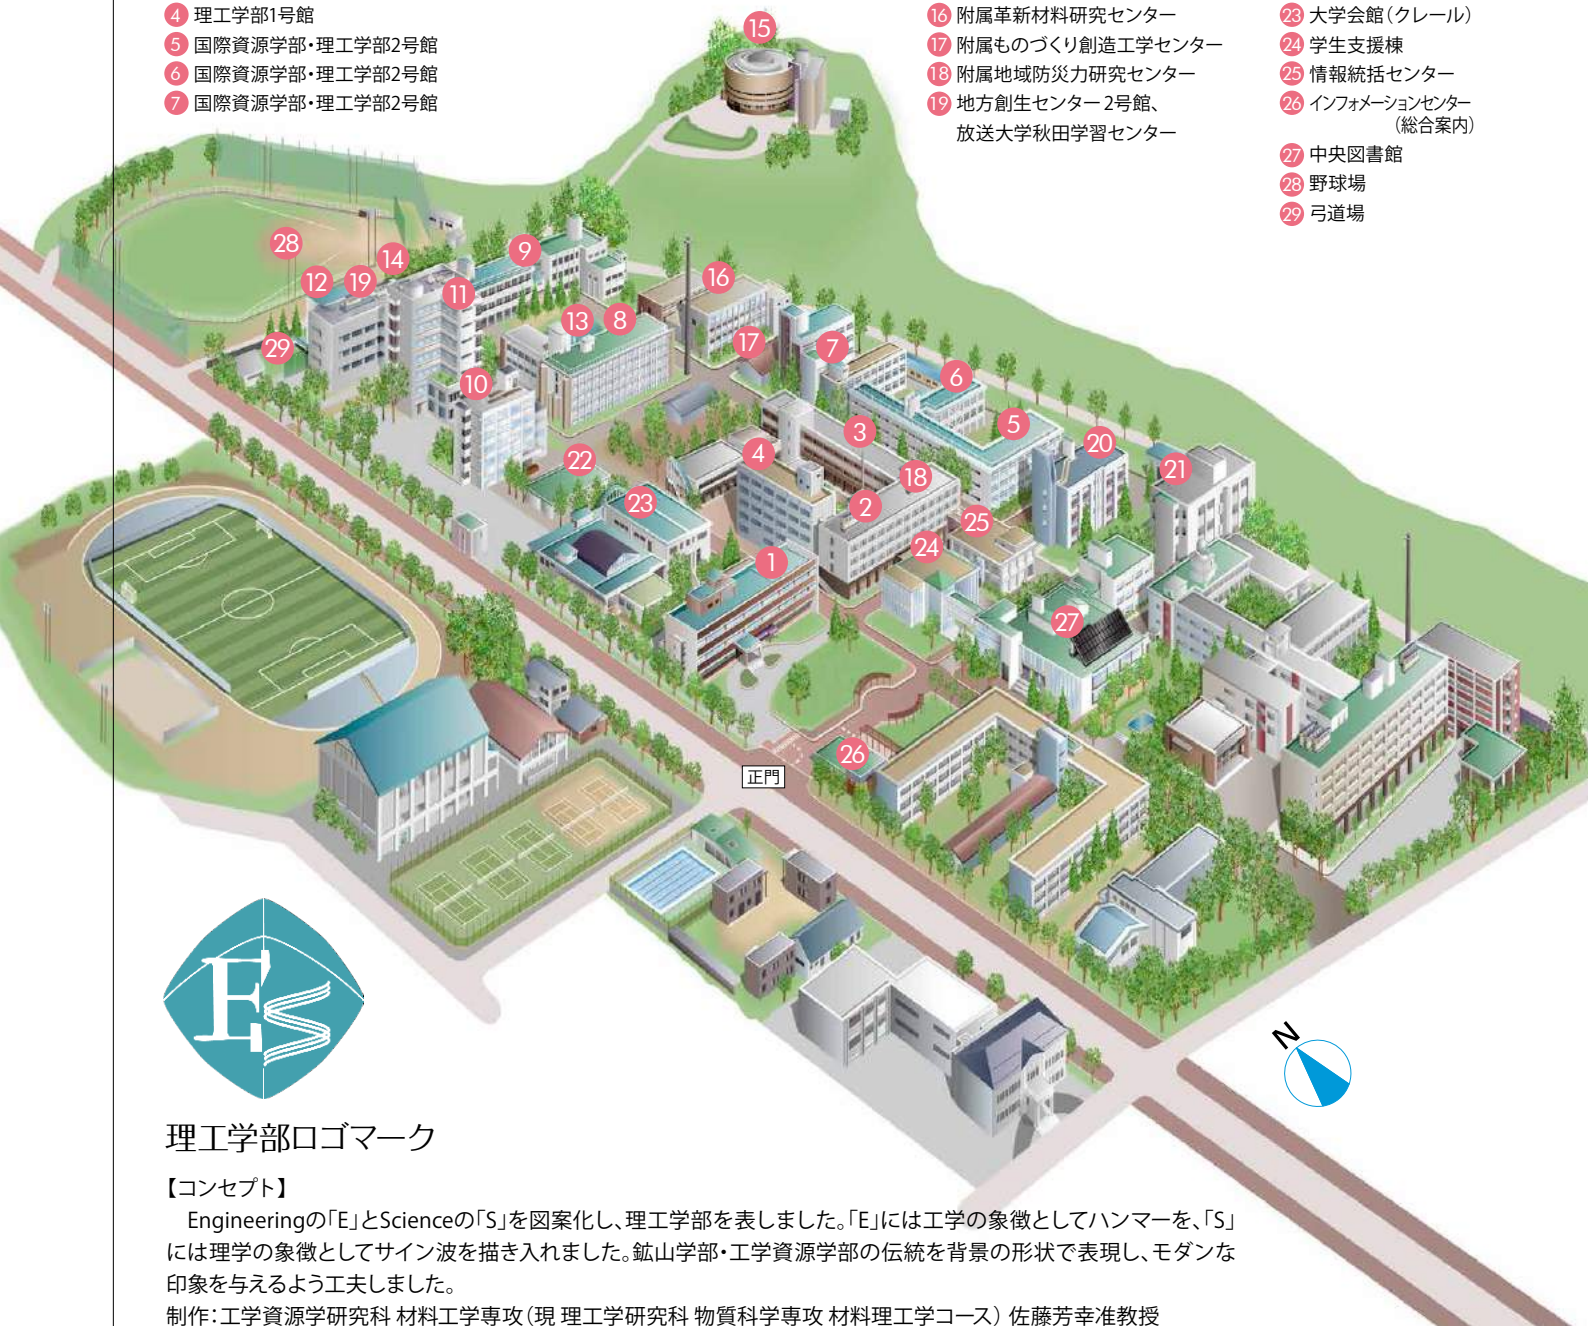 4 理工学部1号館
5 国際資源学部・理工学部2号館
6 国際資源学部・理工学部2号館
7 国際資源学部・理工学部2号館
16 附属革新材料研究センター
17 附属ものづくり創造工学センター
18 附属地域防災力研究センター
19 地方創生センター2号館、
放送大学秋田学習センター
23 大学会館(クレール)
24 学生支援棟
25 情報統括センター
26 インフォメーションセンター
(総合案内)
27 中央図書館
28 野球場
29 弓道場
15
28
14
9
12
19
11
16
13
8
29
17
7
10
6
3
5
20
4
22
18
21
23
2
25
24
1
27
26
正門
N
ES
理工学部ロゴマーク
【コンセプト】
Engineeringの「E」とScienceの「S」を図案化し、理工学部を表しました。「E」には工学の象徴としてハンマーを、「S」
には理学の象徴としてサイン波を描き入れました。鉱山学部・工学資源学部の伝統を背景の形状で表現し、モダンな
印象を与えるよう工夫しました。
制作:工学資源学研究科 材料工学専攻(現 理工学研究科 物質科学専攻 材料理工学コース) 佐藤芳幸准教授